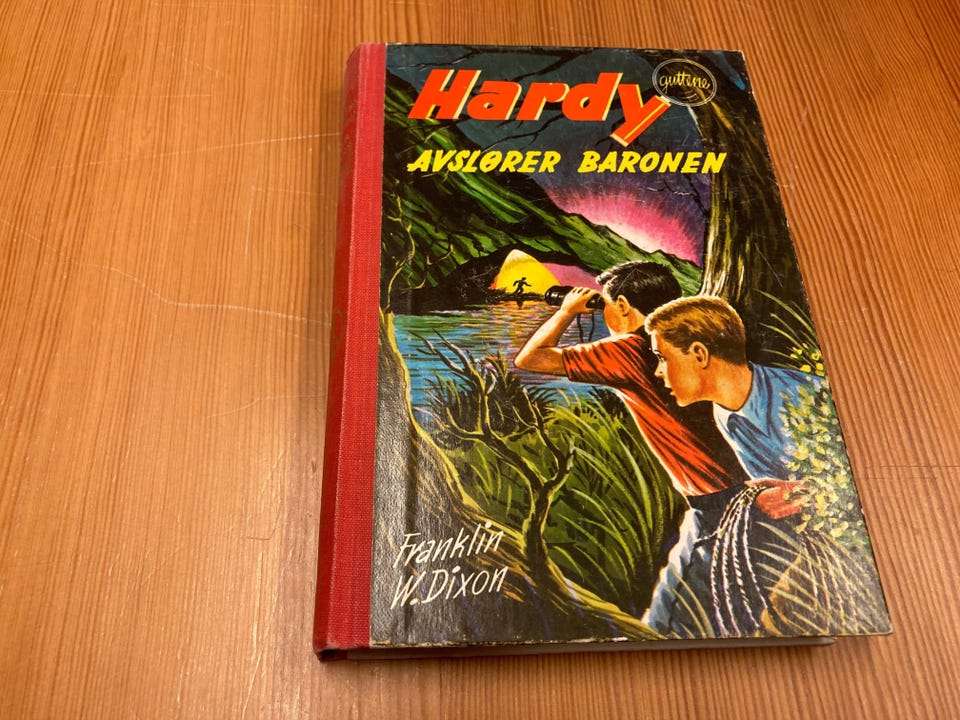 Hardy
guttene
AVSLØRER BARONEN
Franklin
W. Dixon